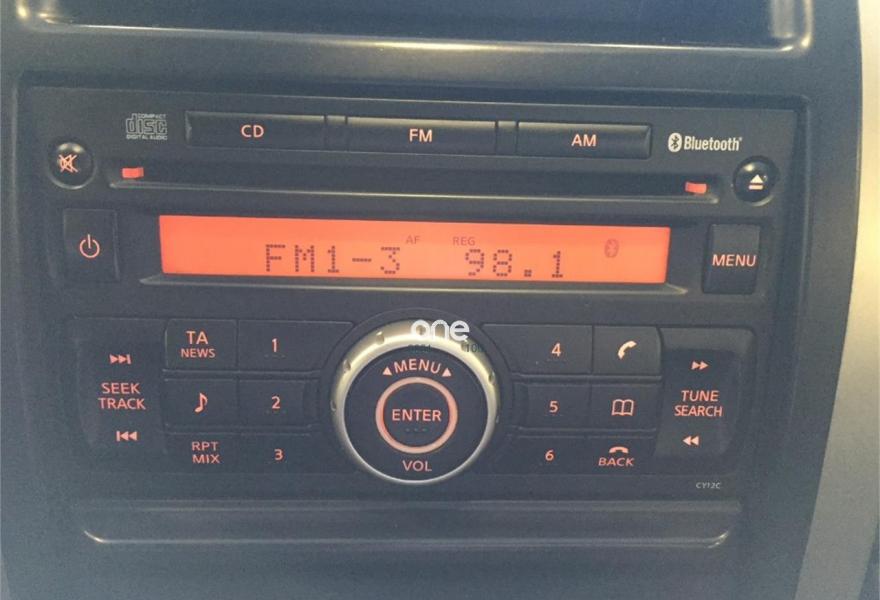 COMPACT
disc
DIGITAL AUDIO
CD
FM
AM
Bluetooth®
AF
REG
FM1-3
98.1
MENU
one
TA
NEWS
1
4
MENU
SEEK
TRACK
2
ENTER
5
TUNE
SEARCH
RPT
MIX
3
VOL
6
BACK
CY12C